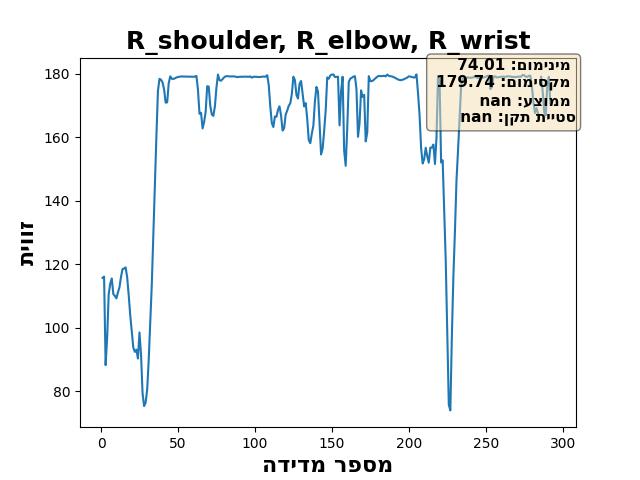 R_shoulder, R_elbow, R_wrist
מינימום: 74.01
מקסימום: 179.74
ממוצע: nan
סטיית תקן: nan
זווית
180
160
140
120
100
80
0 50 100 150 200 250 300
מספר מדידה